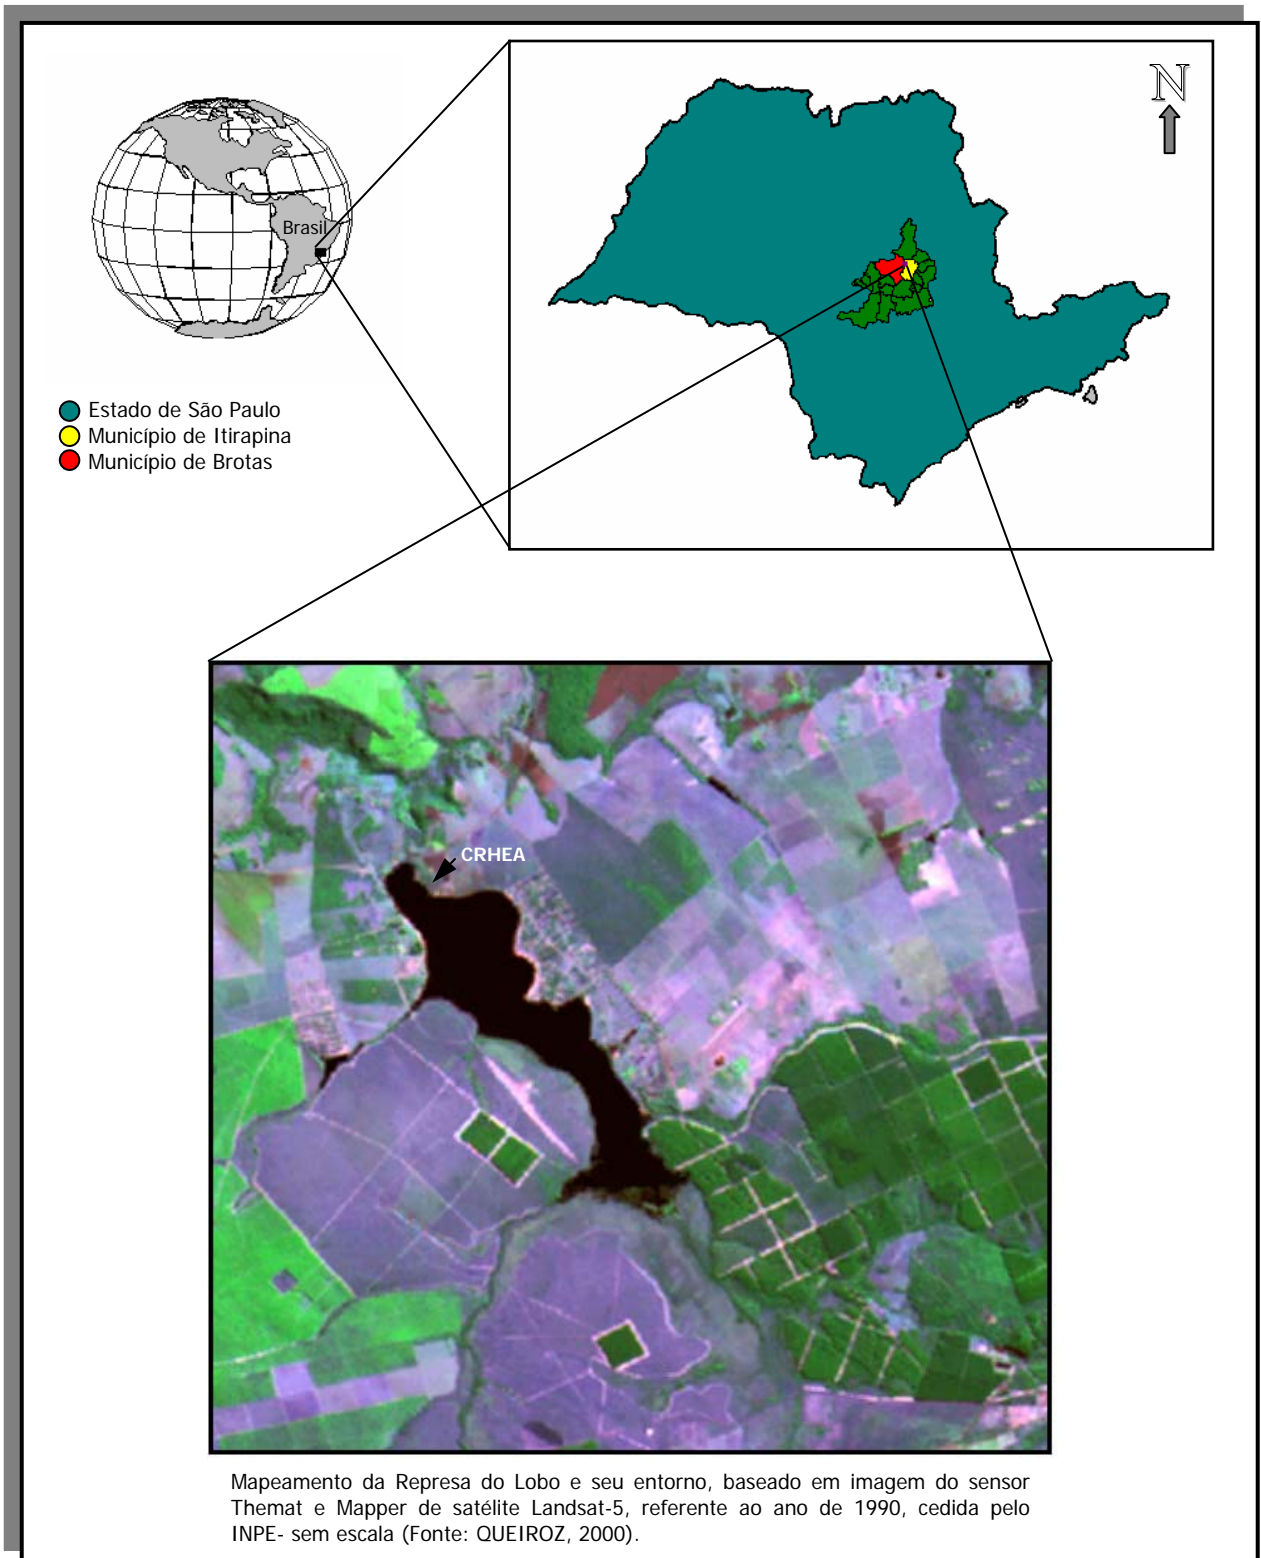 N
Brasil
Estado de São Paulo
Município de Itirapina
Município de Brotas
CRHEA
Mapeamento da Represa do Lobo e seu entorno, baseado em imagem do sensor
Themat e Mapper de satélite Landsat-5, referente ao ano de 1990, cedida pelo
INPE- sem escala (Fonte: QUEIROZ, 2000).